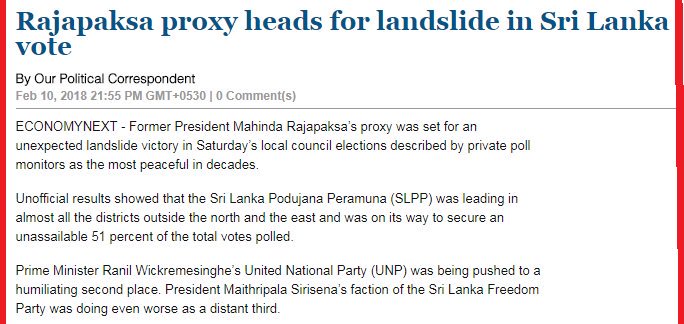 Rajapaksa proxy heads for landslide in Sri Lanka
vote
By Our Political Correspondent
Feb 10, 2018 21:55 PM GMT+0530 | 0 Comment(s)
ECONOMYNEXT - Former President Mahinda Rajapaksa's proxy was set for an
unexpected landslide victory in Saturday's local council elections described by private poll
monitors as the most peaceful in decades.
Unofficial results showed that the Sri Lanka Podujana Peramuna (SLPP) was leading in
almost all the districts outside the north and the east and was on its way to secure an
unassailable 51 percent of the total votes polled.
Prime Minister Ranil Wickremesinghe's United National Party (UNP) was being pushed to a
humiliating second place. President Maithripala Sirisena's faction of the Sri Lanka Freedom
Party was doing even worse as a distant third.